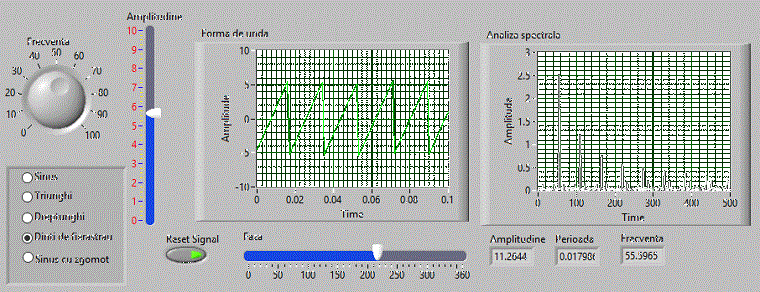 Amplitudine
Frecventa
0 10 20 30 40 50 60 70 80 90 100
10
9
8
7
6
5
4
3
2
1
0
Sinus
Triunghi
Dreptunghi
Dinti de fiarastrau
Sinus cu zgomot
Forma de unda
Amplitude
10
5
0
5
-10
0 0.02 0.04 0.06 0.08 0.1
Time
Analiza spectrala
Amplituda
3
2.5
2
1.5
1
0.5
0
0 100 200 300 400 500
Time
Reset Signal
Faza
0 50 100 150 200 250 300 360
Amplitudine Perioada Frecventa
11.2644 0.01798 55.5965